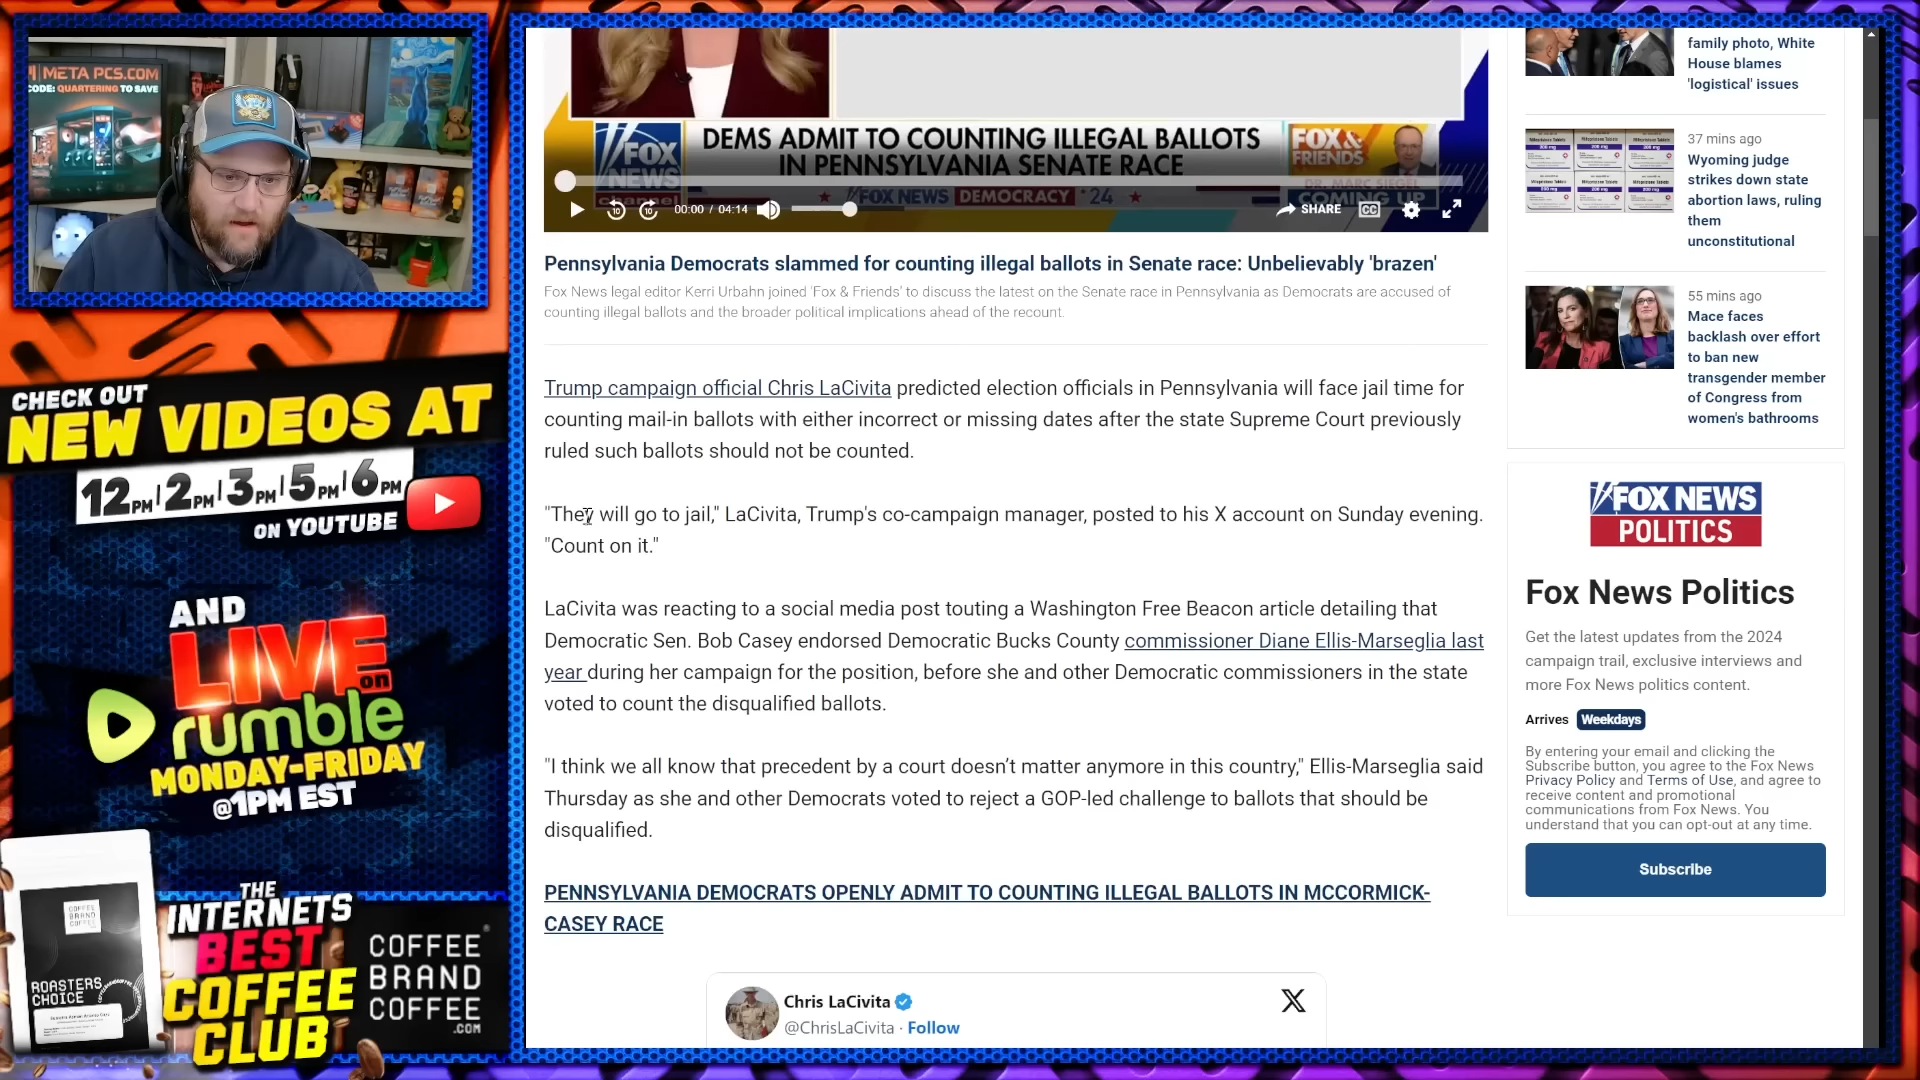 META PCS.COM
CODE: QUARTERING TO SAVE
CHECK OUT
NEW VIDEOS AT
12PM | 2PM | 3PM | 5PM | 6PM
ON YOUTUBE
AND
LIVE
on
rumble
MONDAY-FRIDAY
@1PM EST
THE
INTERNETS
BEST
COFFEE
CLUB
COFFEE
BRAND
COFFEE
.COM
COFFEE
BRAND
COFFEE
ROASTERS
CHOICE
FOX
NEWS
channel
DEMS ADMIT TO COUNTING ILLEGAL BALLOTS
IN PENNSYLVANIA SENATE RACE
FOX&
FRIENDS
DR. MARC SIEGEL
COMING UP
FOX NEWS DEMOCRACY '24
10
10
00:00 / 04:14
SHARE
CC
Pennsylvania Democrats slammed for counting illegal ballots in Senate race: Unbelievably 'brazen'
Fox News legal editor Kerri Urbahn joined 'Fox & Friends' to discuss the latest on the Senate race in Pennsylvania as Democrats are accused of
counting illegal ballots and the broader political implications ahead of the recount.
Trump campaign official Chris LaCivita predicted election officials in Pennsylvania will face jail time for
counting mail-in ballots with either incorrect or missing dates after the state Supreme Court previously
ruled such ballots should not be counted.
"They will go to jail," LaCivita, Trump's co-campaign manager, posted to his X account on Sunday evening.
"Count on it."
LaCivita was reacting to a social media post touting a Washington Free Beacon article detailing that
Democratic Sen. Bob Casey endorsed Democratic Bucks County commissioner Diane Ellis-Marseglia last
year during her campaign for the position, before she and other Democratic commissioners in the state
voted to count the disqualified ballots.
"I think we all know that precedent by a court doesn’t matter anymore in this country," Ellis-Marseglia said
Thursday as she and other Democrats voted to reject a GOP-led challenge to ballots that should be
disqualified.
PENNSYLVANIA DEMOCRATS OPENLY ADMIT TO COUNTING ILLEGAL BALLOTS IN MCCORMICK-
CASEY RACE
Chris LaCivita
@ChrisLaCivita · Follow
family photo, White
House blames
'logistical' issues
37 mins ago
Wyoming judge
strikes down state
abortion laws, ruling
them
unconstitutional
55 mins ago
Mace faces
backlash over effort
to ban new
transgender member
of Congress from
women's bathrooms
FOX NEWS
POLITICS
Fox News Politics
Get the latest updates from the 2024
campaign trail, exclusive interviews and
more Fox News politics content.
Arrives Weekdays
By entering your email and clicking the
Subscribe button, you agree to the Fox News
Privacy Policy and Terms of Use, and agree to
receive content and promotional
communications from Fox News. You
understand that you can opt-out at any time.
Subscribe